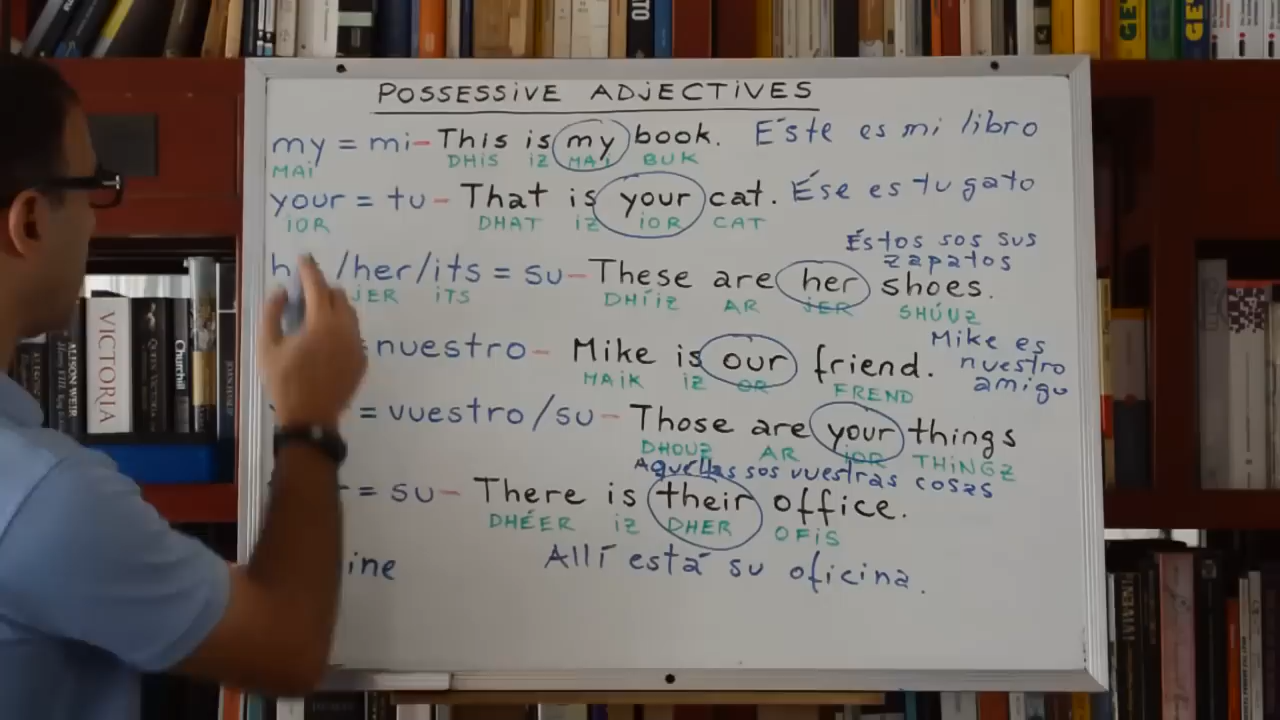 POSSESSIVE ADJECTIVES
my = mi - This is my book. Éste es mi libro
MAi DHiS iZ MAi BUK
your = tu - That is your cat. Ése es tu gato
iOR DHAT iZ iOR CAT
/her/its = su - These are her shoes. Éstos sos sus zapatos
jER iTS DHÍiZ AR jER SHÚUZ
= nuestro - Mike is our friend. Mike es nuestro amigo
MAiK iZ OR FREND
= vuestro/su - Those are your things
DHOUZ AR iOR THiNGZ
Aquéllas sos vuestras cosas
= su - There is their office.
DHÉER iZ DHER OFiS
ine Allí está su oficina.
VICTORIA
ALISON WEIR
Churchill